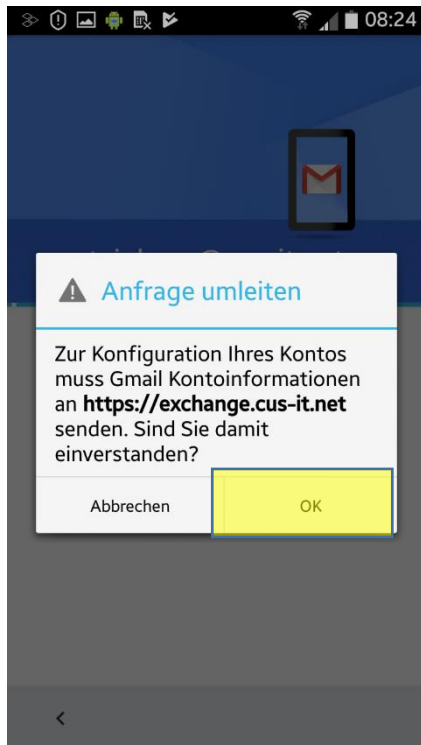 08:24
Anfrage umleiten
Zur Konfiguration Ihres Kontos
muss Gmail Kontoinformationen
an https://exchange.cus-it.net
senden. Sind Sie damit
einverstanden?
Abbrechen
OK